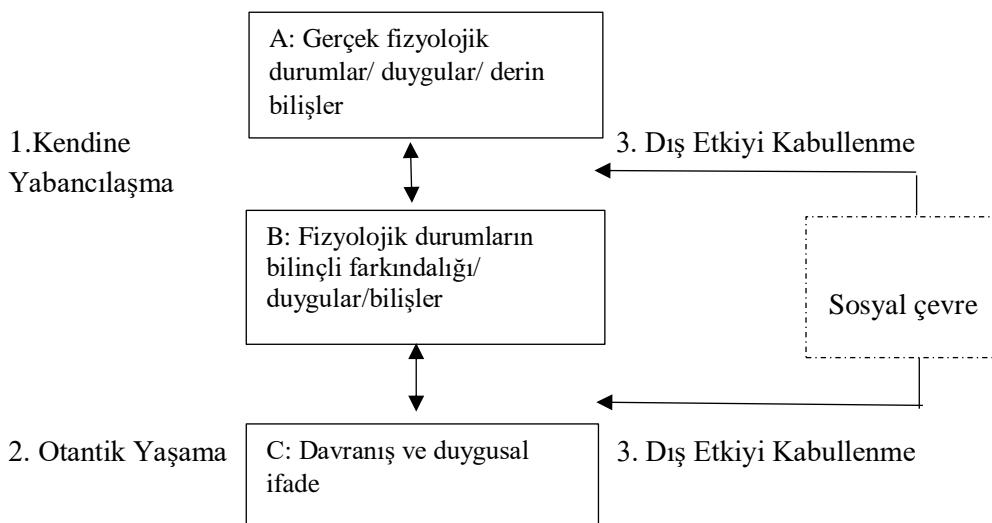 A: Gerçek fizyolojik
durumlar/ duygular/ derin
bilişler
1.Kendine
Yabancılaşma
3. Dış Etkiyi Kabullenme
B: Fizyolojik durumların
bilinçli farkındalığı/
duygular/bilişler
Sosyal çevre
2. Otantik Yaşama
C: Davranış ve duygusal
ifade
3. Dış Etkiyi Kabullenme